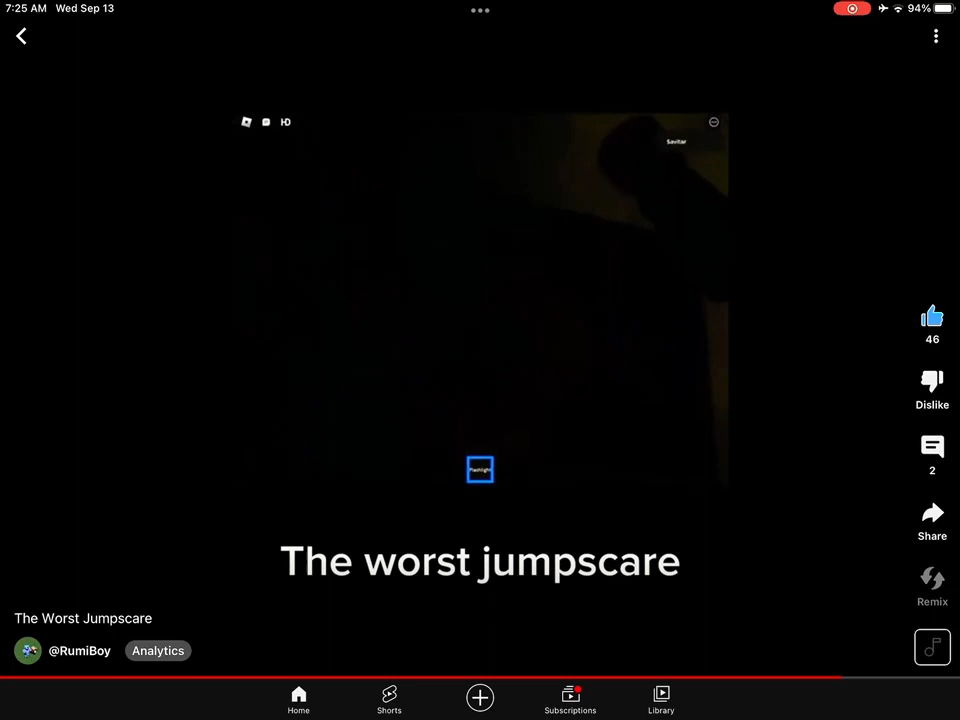 7:25 AM Wed Sep 13
94%
HD
Savitar
Flashlight
The worst jumpscare
46
Dislike
2
Share
Remix
The Worst Jumpscare
@RumiBoy Analytics
Home Shorts Subscriptions Library